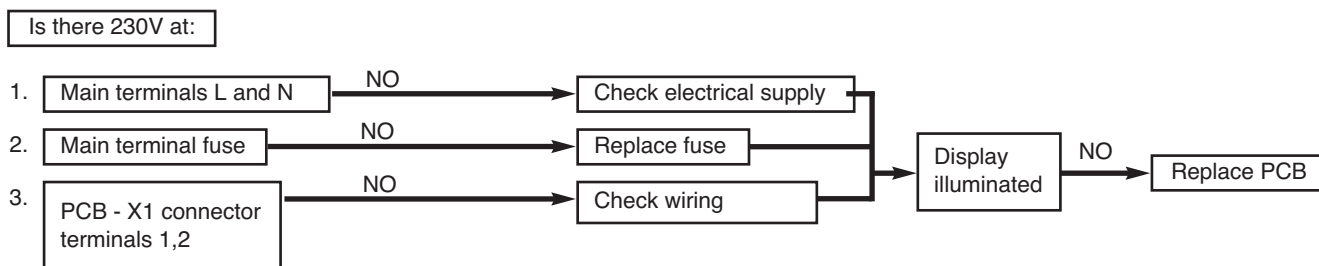 Is there 230V at:
1. Main terminals L and N NO Check electrical supply
2. Main terminal fuse NO Replace fuse
3. PCB - X1 connector
terminals 1,2
NO Check wiring
Display
illuminated
NO Replace PCB